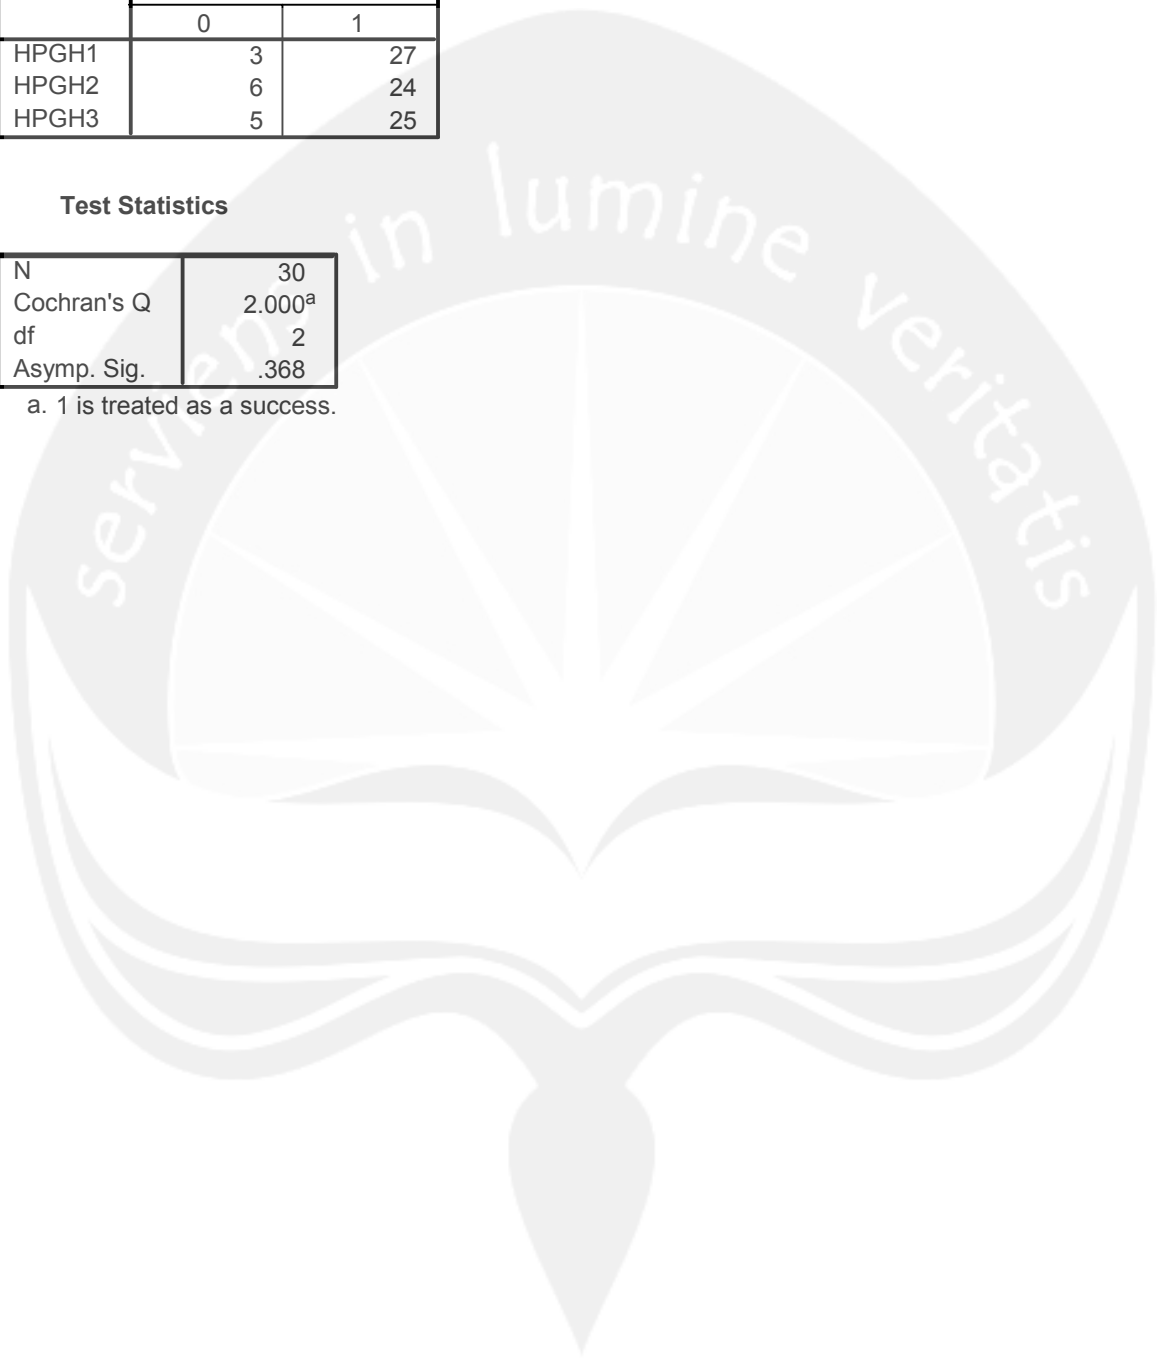 0 1
HPGH1 3 27
HPGH2 6 24
HPGH3 5 25
Test Statistics
N 30
Cochran's Q 2.000a
df 2
Asymp. Sig. .368
a. 1 is treated as a success.
serviens in lumine veritatis